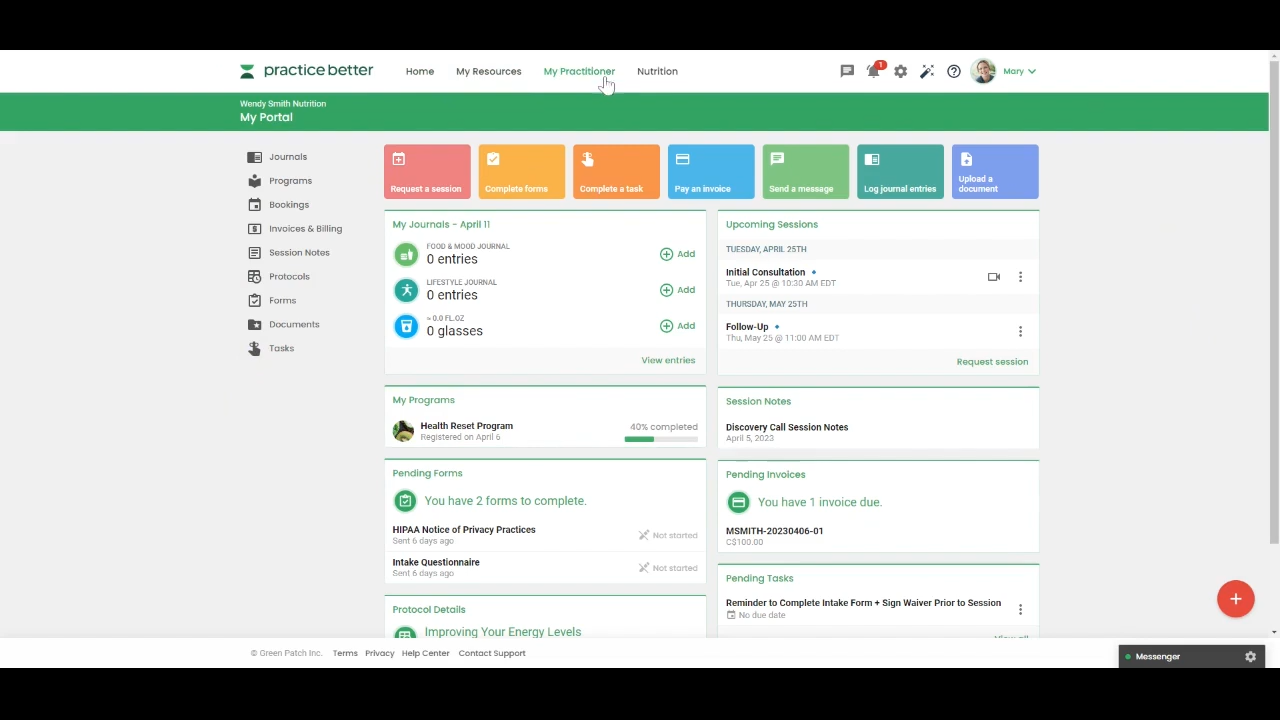 practice better
Home
My Resources
My Practitioner
Nutrition
1
Mary
Wendy Smith Nutrition
My Portal
Journals
Programs
Bookings
Invoices & Billing
Session Notes
Protocols
Forms
Documents
Tasks
Request a session
Complete forms
Complete a task
Pay an invoice
Send a message
Log journal entries
Upload a
document
My Journals - April 11
FOOD & MOOD JOURNAL
0 entries
Add
LIFESTYLE JOURNAL
0 entries
Add
≈ 0.0 FL.OZ
0 glasses
Add
View entries
Upcoming Sessions
TUESDAY, APRIL 25TH
Initial Consultation
Tue, Apr 25 @ 10:30 AM EDT
THURSDAY, MAY 25TH
Follow-Up
Thu, May 25 @ 11:00 AM EDT
Request session
My Programs
Health Reset Program
Registered on April 6
40% completed
Session Notes
Discovery Call Session Notes
April 5, 2023
Pending Forms
You have 2 forms to complete.
HIPAA Notice of Privacy Practices
Sent 6 days ago
Not started
Intake Questionnaire
Sent 6 days ago
Not started
Pending Invoices
You have 1 invoice due.
MSMITH-20230406-01
C$100.00
Protocol Details
Improving Your Energy Levels
Pending Tasks
Reminder to Complete Intake Form + Sign Waiver Prior to Session
No due date
View all
© Green Patch Inc.
Terms
Privacy
Help Center
Contact Support
Messenger